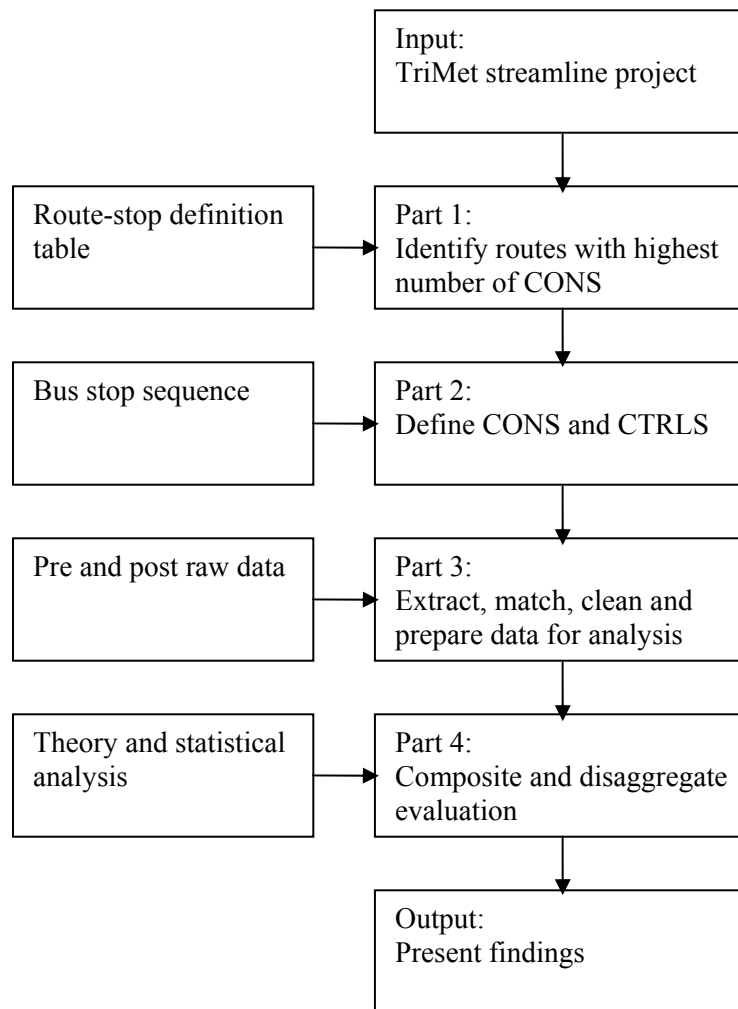 Input:
TriMet streamline project
Route-stop definition
table
Part 1:
Identify routes with highest
number of CONS
Bus stop sequence
Part 2:
Define CONS and CTRLS
Pre and post raw data
Part 3:
Extract, match, clean and
prepare data for analysis
Theory and statistical
analysis
Part 4:
Composite and disaggregate
evaluation
Output:
Present findings